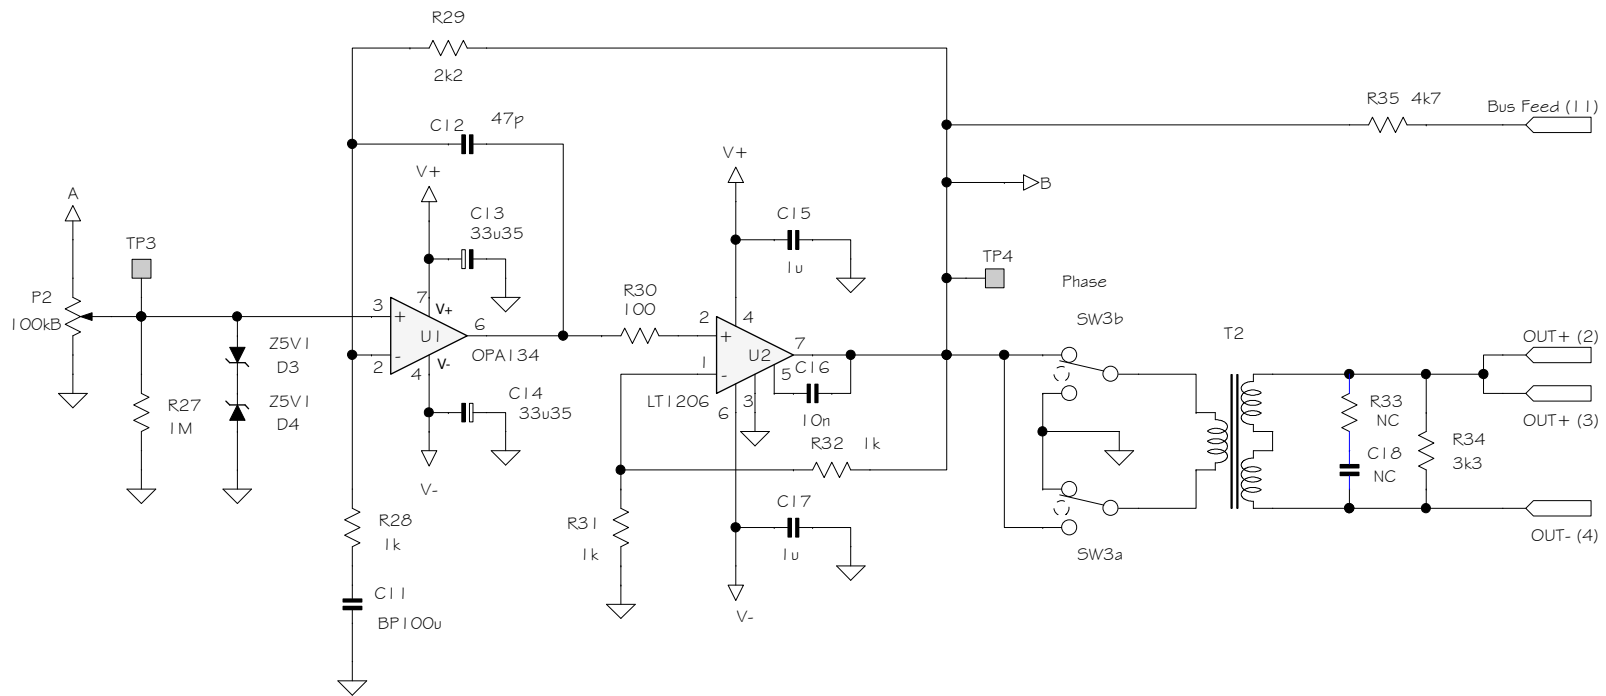 R29
2k2
C12 47p
R35 4k7
Bus Feed (11)
V+
V+
B
A
C13
33u35
C15
1u
TP3
TP4
Phase
P2
100kB
3
7 V+
+
U1
6
OPA134
-
2
4
V-
R30
100
2
4
+
U2
7
1
-
5
C16
10n
LT1206
6
3
SW3b
T2
OUT+ (2)
OUT+ (3)
Z5V1
D3
Z5V1
D4
R27
1M
C14
33u35
V-
R32 1k
R33
NC
C18
NC
R34
3k3
R28
1k
R31
1k
C17
1u
SW3a
OUT- (4)
C11
BP100u
V-